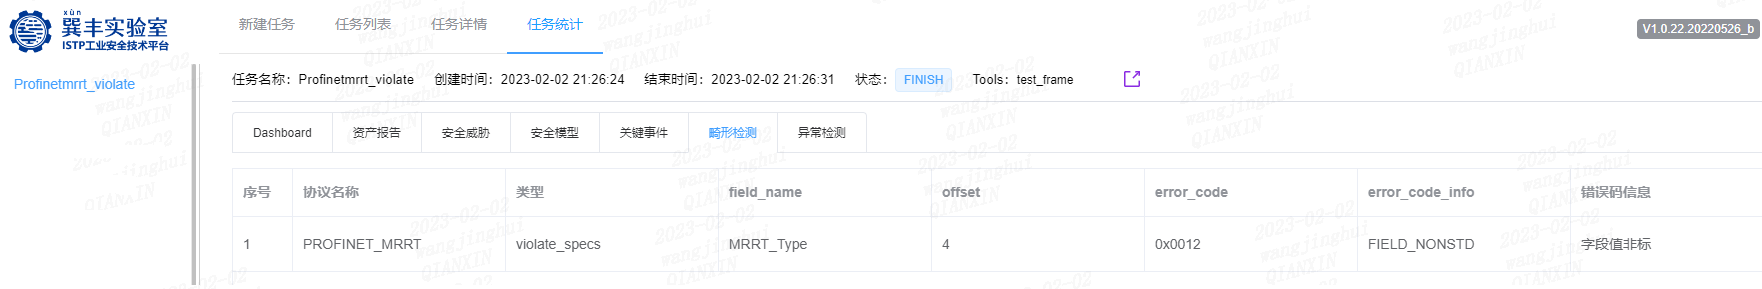 xùn
巽丰实验室
ISTP工业安全技术平台
新建任务 任务列表 任务详情 任务统计
V1.0.22.20220526_b
Profinetmrrt_violate
任务名称：Profinetmrrt_violate 创建时间：2023-02-02 21:26:24 结束时间：2023-02-02 21:26:31 状态：FINISH Tools：test_frame
Dashboard 资产报告 安全威胁 安全模型 关键事件 畸形检测 异常检测
序号 协议名称 类型 field_name offset error_code error_code_info 错误码信息
1 PROFINET_MRRT violate_specs MRRT_Type 4 0x0012 FIELD_NONSTD 字段值非标
2023-02-02
wangjinghui
QIANXIN